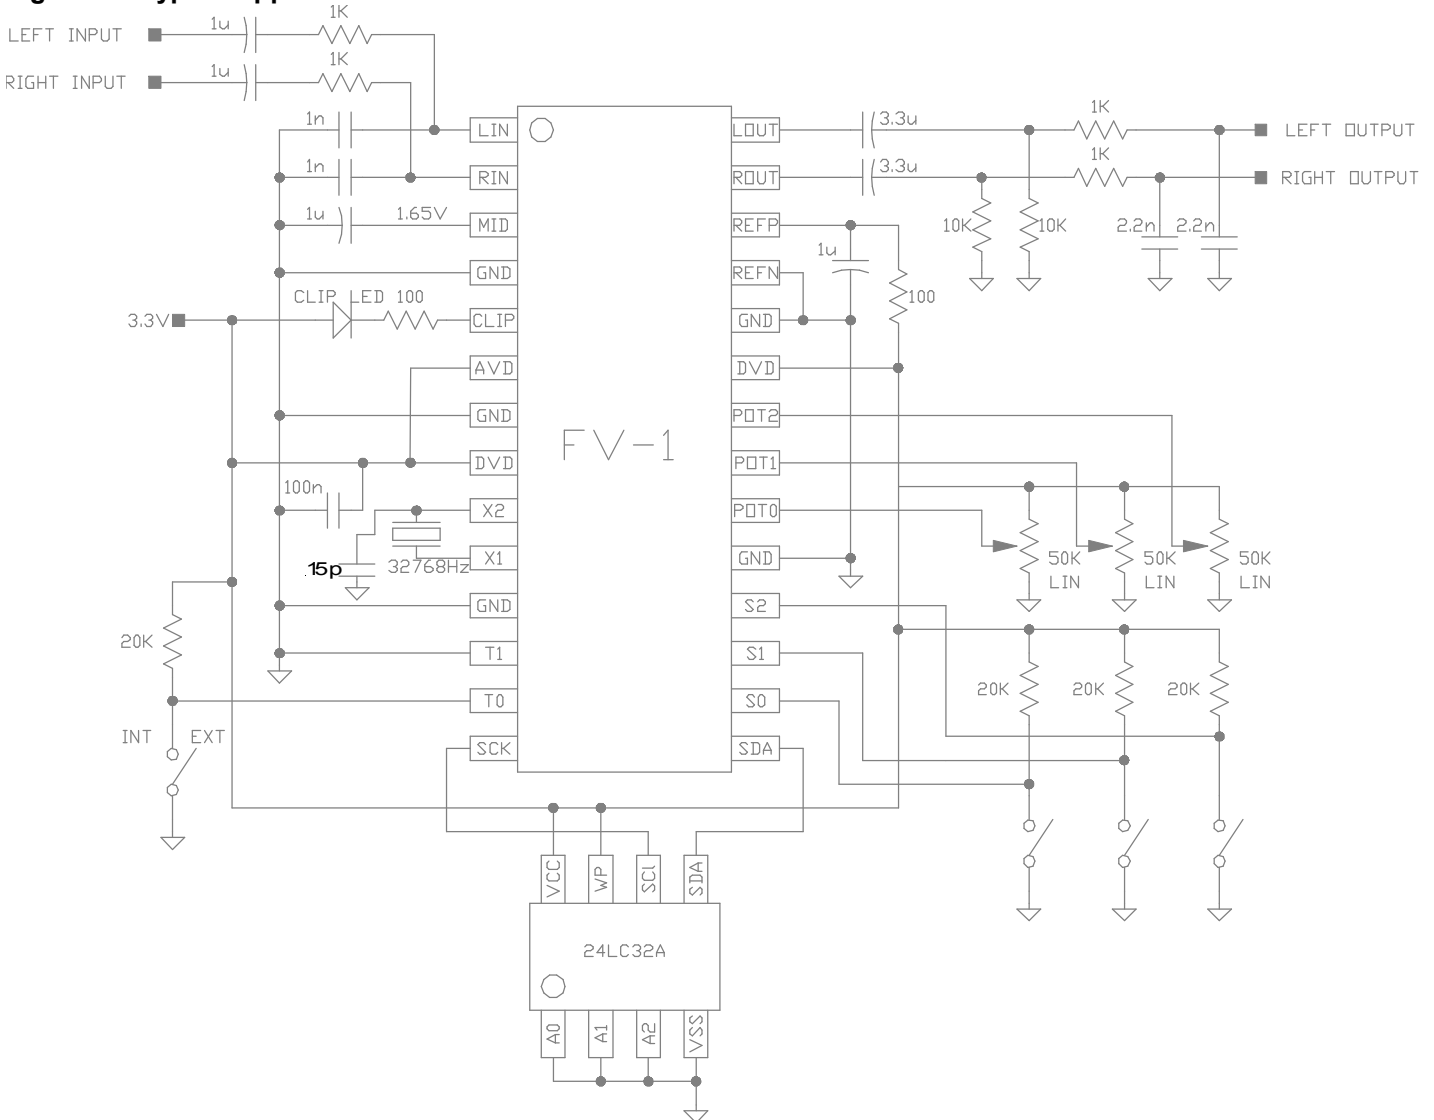 1u 1K
LEFT INPUT
1u 1K
RIGHT INPUT
1n LIN LOUT 3.3u 1K LEFT OUTPUT
1n RIN ROUT 3.3u 1K RIGHT OUTPUT
1u 1.65V MID REFP 10K 10K 2.2n 2.2n
GND 1u REFN
CLIP LED 100 100
3.3V CLIP GND
AVD DVD
GND POT2
FV-1
DVD POT1
100n
X2 POT0
X1 GND 50K 50K 50K
.15p 32768Hz
LIN LIN LIN
GND S2
20K T1 S1
20K 20K 20K
T0 S0
INT EXT
SCK SDA
VCC WP SCl SDA
24LC32A
A0 A1 A2 VSS